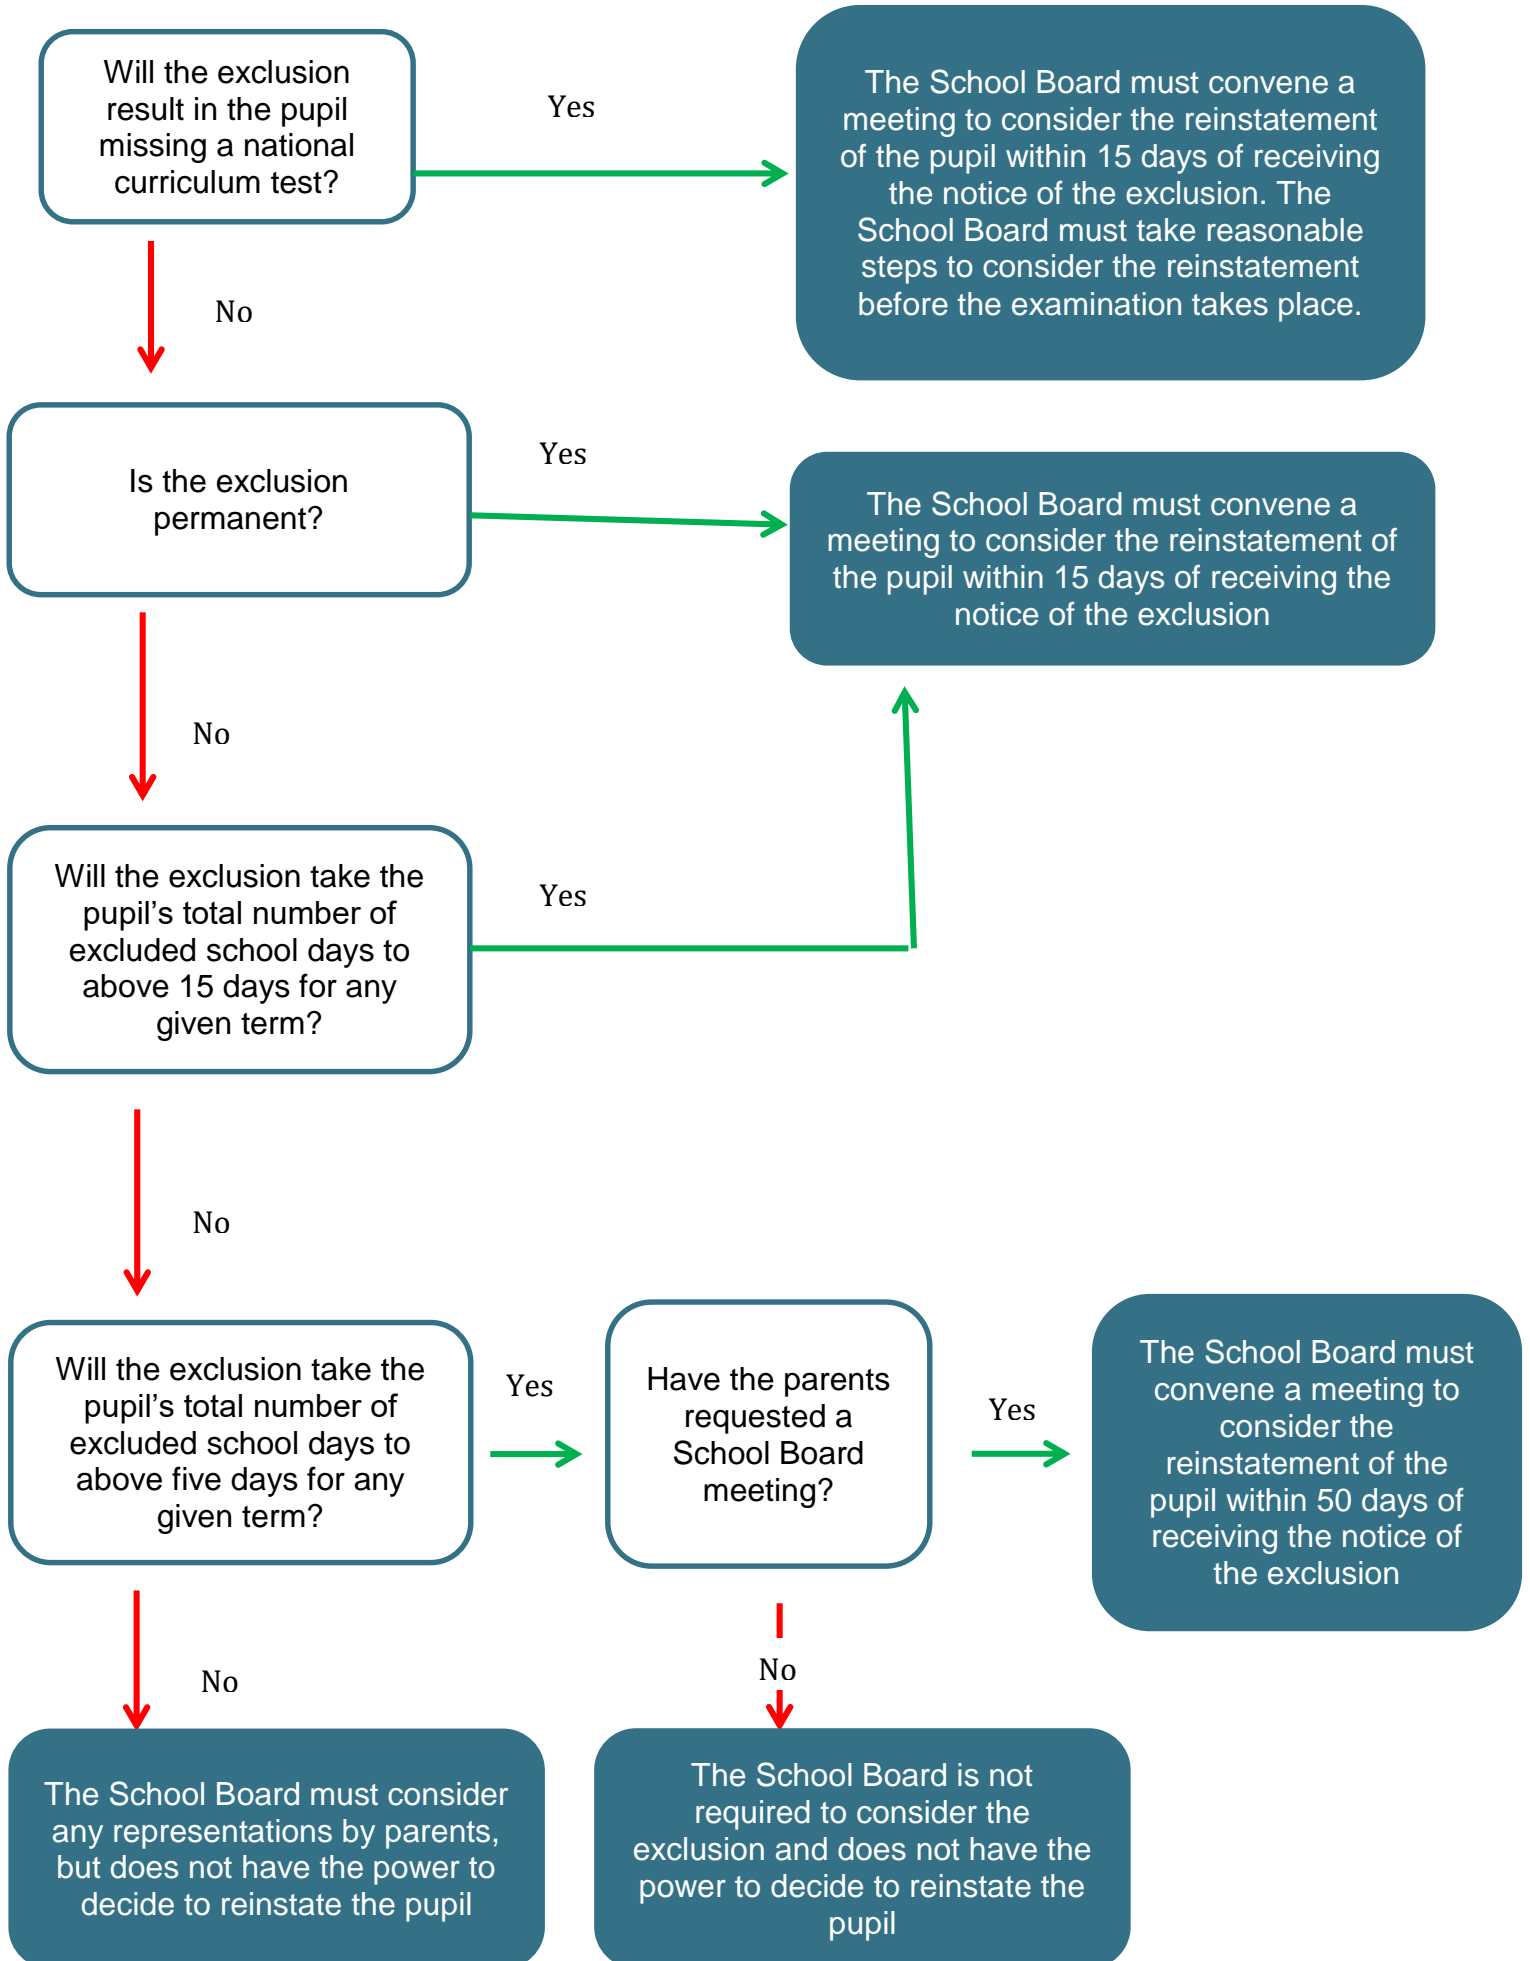 Will the exclusion
result in the pupil
missing a national
curriculum test?
Yes
The School Board must convene a
meeting to consider the reinstatement
of the pupil within 15 days of receiving
the notice of the exclusion. The
School Board must take reasonable
steps to consider the reinstatement
before the examination takes place.
No
Is the exclusion
permanent?
Yes
The School Board must convene a
meeting to consider the reinstatement of
the pupil within 15 days of receiving the
notice of the exclusion
No
Will the exclusion take the
pupil’s total number of
excluded school days to
above 15 days for any
given term?
Yes
No
Will the exclusion take the
pupil’s total number of
excluded school days to
above five days for any
given term?
Yes
Have the parents
requested a
School Board
meeting?
Yes
The School Board must
convene a meeting to
consider the
reinstatement of the
pupil within 50 days of
receiving the notice of
the exclusion
No
No
The School Board must consider
any representations by parents,
but does not have the power to
decide to reinstate the pupil
The School Board is not
required to consider the
exclusion and does not have the
power to decide to reinstate the
pupil